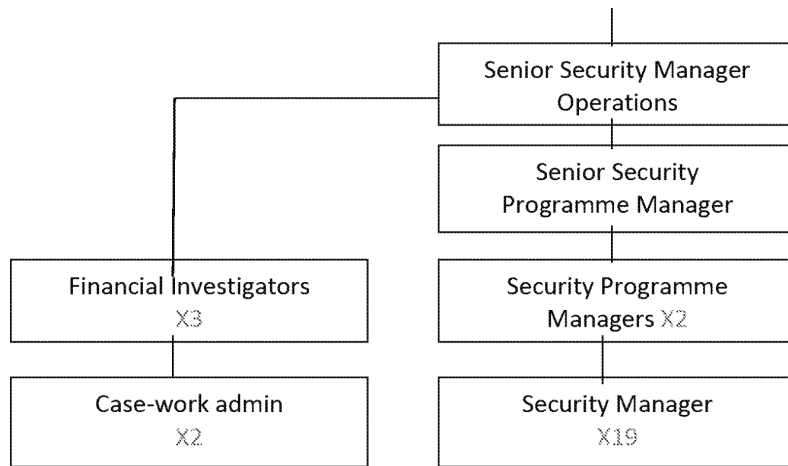 Senior Security Manager
Operations
Senior Security
Programme Manager
Financial Investigators
X3
Security Programme
Managers X2
Case-work admin
X2
Security Manager
X19